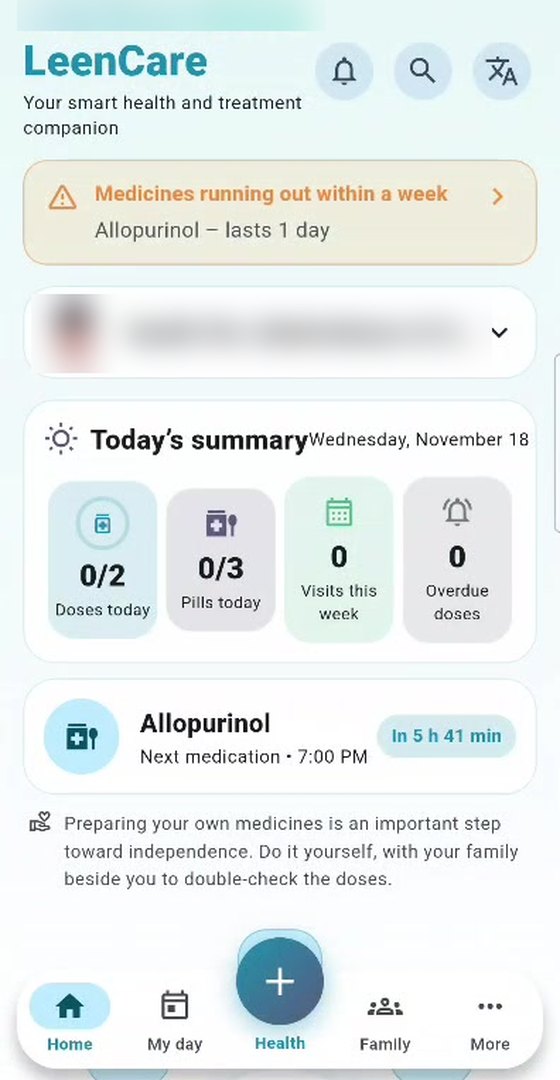 LeenCare
Your smart health and treatment
companion
Medicines running out within a week
Allopurinol – lasts 1 day
Today's summary
Wednesday, November 18
0/2
Doses today
0/3
Pills today
0
Visits this
week
0
Overdue
doses
Allopurinol
Next medication • 7:00 PM
In 5 h 41 min
Preparing your own medicines is an important step
toward independence. Do it yourself, with your family
beside you to double-check the doses.
Home
My day
Health
Family
More